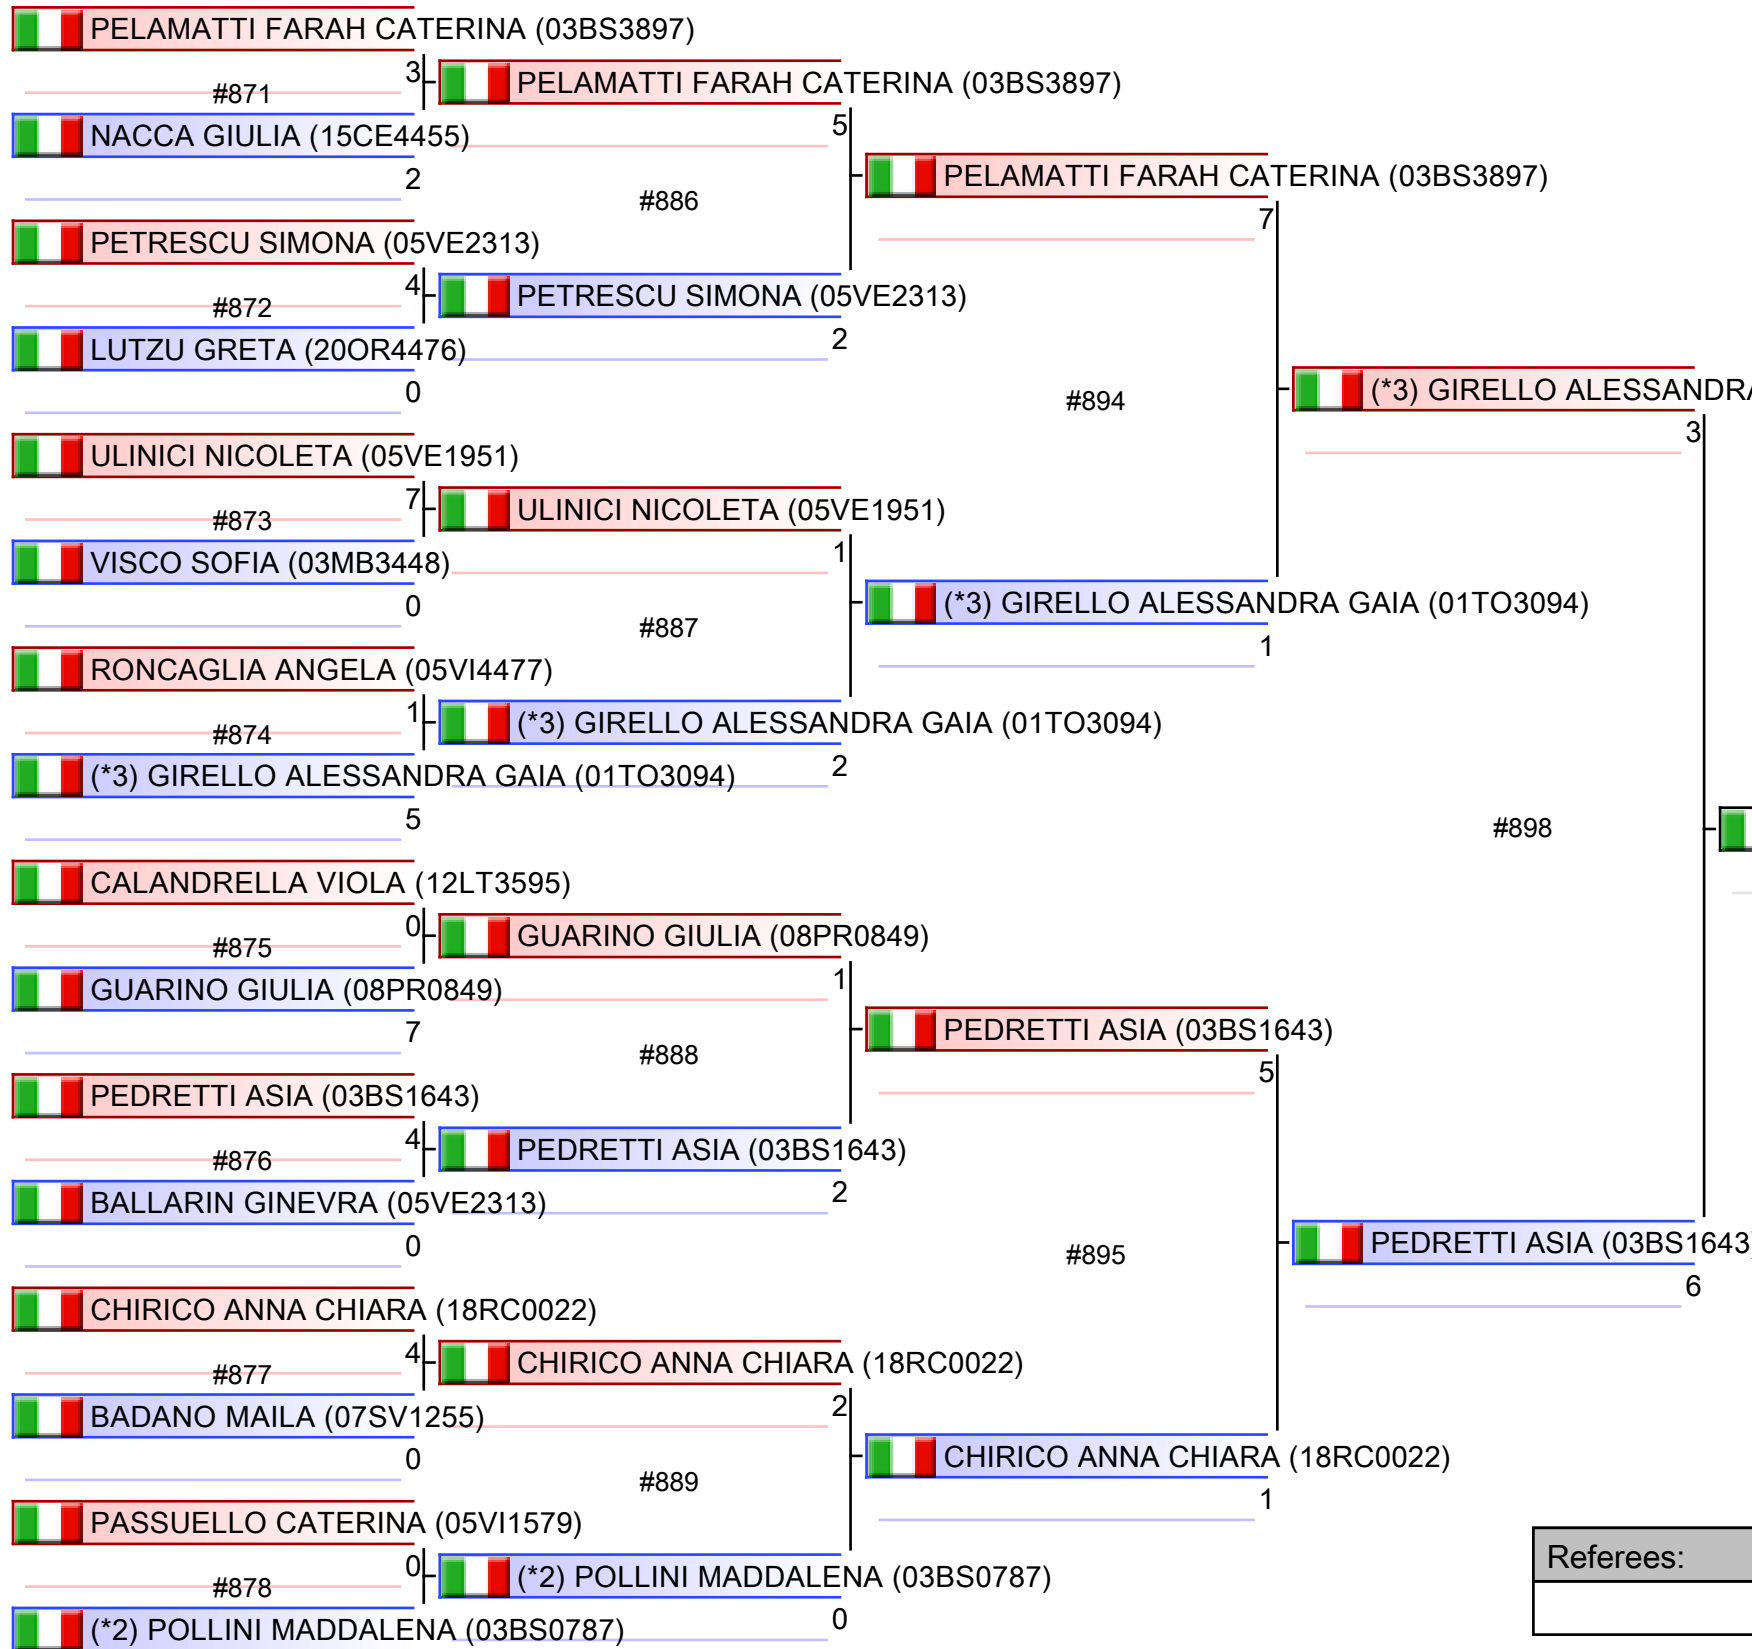 PELAMATTI FARAH CATERINA (03BS3897)
3
#871
NACCA GIULIA (15CE4455)
2
PETRESCU SIMONA (05VE2313)
4
#872
LUTZU GRETA (20OR4476)
0
ULINICI NICOLETA (05VE1951)
7
#873
VISCO SOFIA (03MB3448)
0
RONCAGLIA ANGELA (05VI4477)
1
#874
(*3) GIRELLO ALESSANDRA GAIA (01TO3094)
5
CALANDRELLA VIOLA (12LT3595)
0
#875
GUARINO GIULIA (08PR0849)
7
PEDRETTI ASIA (03BS1643)
4
#876
BALLARIN GINEVRA (05VE2313)
0
CHIRICO ANNA CHIARA (18RC0022)
4
#877
BADANO MAILA (07SV1255)
0
PASSUELLO CATERINA (05VI1579)
0
#878
(*2) POLLINI MADDALENA (03BS0787)
PELAMATTI FARAH CATERINA (03BS3897)
5
#886
PETRESCU SIMONA (05VE2313)
2
ULINICI NICOLETA (05VE1951)
1
#887
(*3) GIRELLO ALESSANDRA GAIA (01TO3094)
2
GUARINO GIULIA (08PR0849)
1
#888
PEDRETTI ASIA (03BS1643)
2
CHIRICO ANNA CHIARA (18RC0022)
2
#889
(*2) POLLINI MADDALENA (03BS0787)
0
PELAMATTI FARAH CATERINA (03BS3897)
7
#894
(*3) GIRELLO ALESSANDRA GAIA (01TO3094)
1
PEDRETTI ASIA (03BS1643)
5
#895
CHIRICO ANNA CHIARA (18RC0022)
1
(*3) GIRELLO ALESSANDRA
3
#898
PEDRETTI ASIA (03BS1643)
6
Referees: